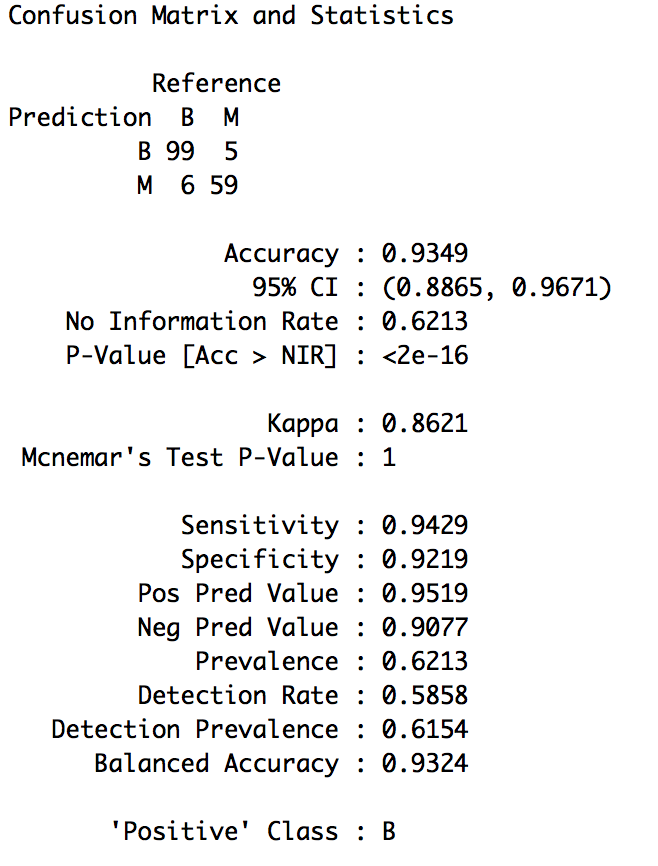 Confusion Matrix and Statistics
Reference
Prediction B M
B 99 5
M 6 59
Accuracy : 0.9349
95% CI : (0.8865, 0.9671)
No Information Rate : 0.6213
P-Value [Acc > NIR] : <2e-16
Kappa : 0.8621
Mcnemar's Test P-Value : 1
Sensitivity : 0.9429
Specificity : 0.9219
Pos Pred Value : 0.9519
Neg Pred Value : 0.9077
Prevalence : 0.6213
Detection Rate : 0.5858
Detection Prevalence : 0.6154
Balanced Accuracy : 0.9324
'Positive' Class : B